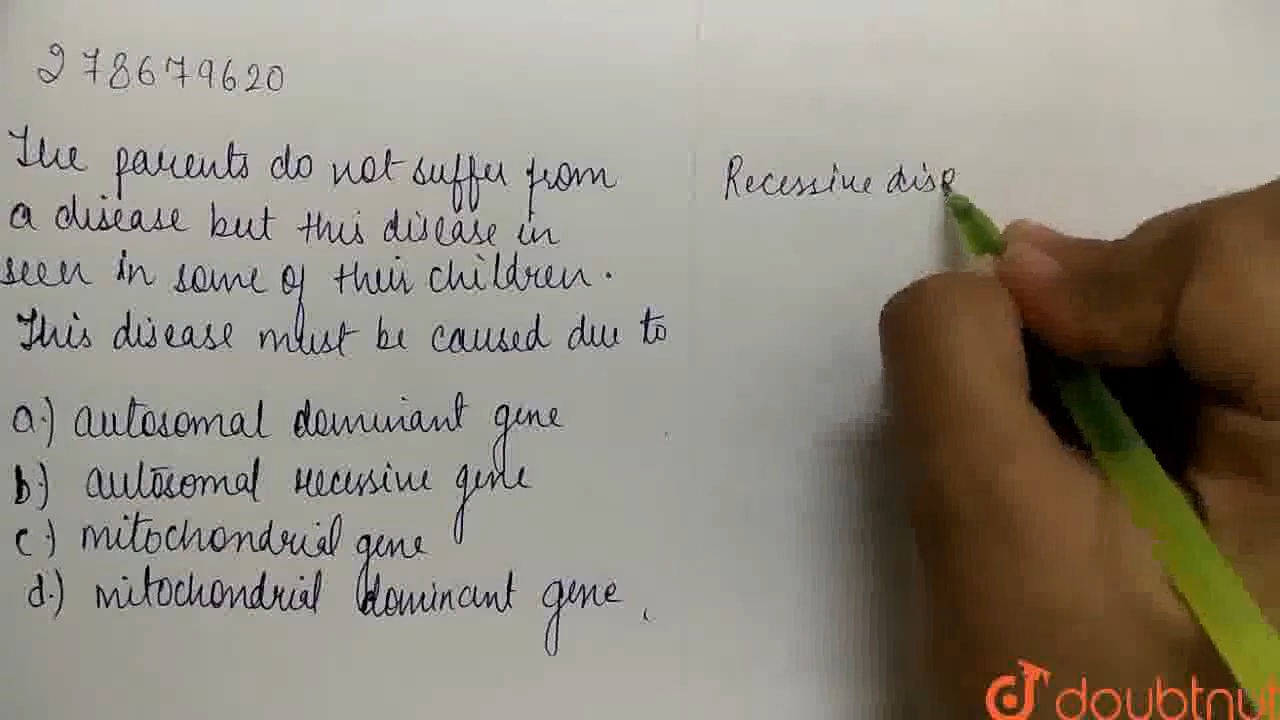 278679620
The parents do not suffer from
a disease but this disease in
seen in some of their children.
This disease must be caused due to
a.) autosomal dominant gene
b.) autosomal recessive gene
c.) mitochondrial gene
d.) mitochondrial dominant gene.
Recessive dise
doubtnut